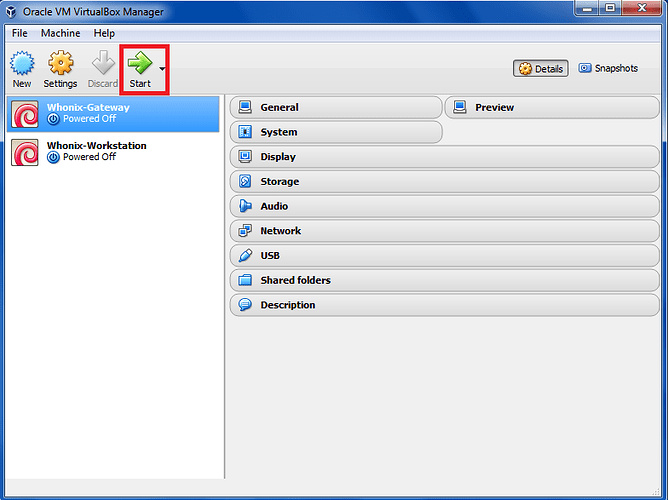 Oracle VM VirtualBox Manager
File Machine Help
New Settings Discard Start Details Snapshots
Whonix-Gateway
Powered Off
Whonix-Workstation
Powered Off
General Preview
System
Display
Storage
Audio
Network
USB
Shared folders
Description